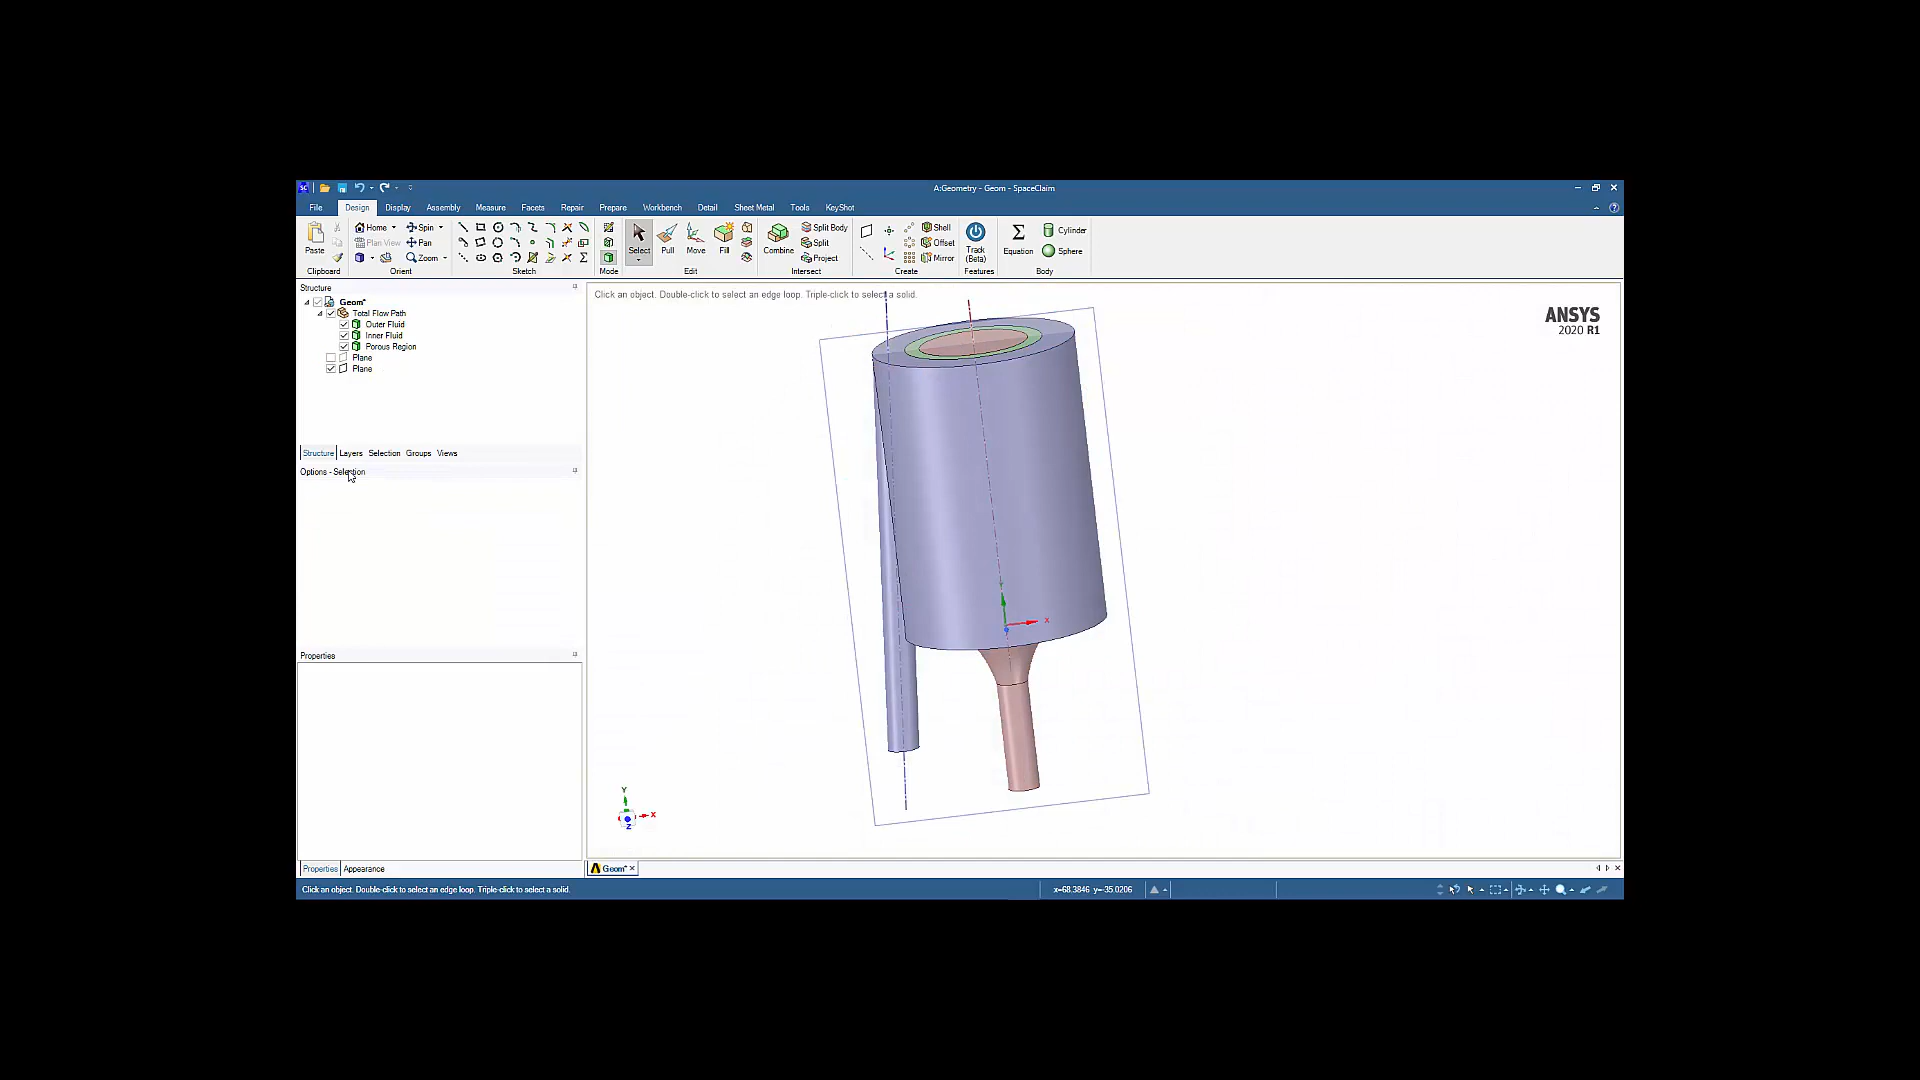 A:Geometry - Geom - SpaceClaim
File Design Display Assembly Measure Facets Repair Prepare Workbench Detail Sheet Metal Tools KeyShot
Home Spin Shell Cylinder
Split Body
Plan View Pan Split Offset
Paste Select Pull Move Fill Combine Track (Beta) Equation
Zoom Project Mirror Sphere
Clipboard Orient Sketch Mode Edit Intersect Create Features Body
Structure
Click an object. Double-click to select an edge loop. Triple-click to select a solid.
Geom*
Total Flow Path
Outer Fluid
Inner Fluid
Porous Region
Plane
Plane
ANSYS
2020 R1
Structure Layers Selection Groups Views
Options - Selection
Properties
Y
X
Y
X
Z
Properties Appearance
Geom*
Click an object. Double-click to select an edge loop. Triple-click to select a solid.
x=68.3846 y=-35.0206